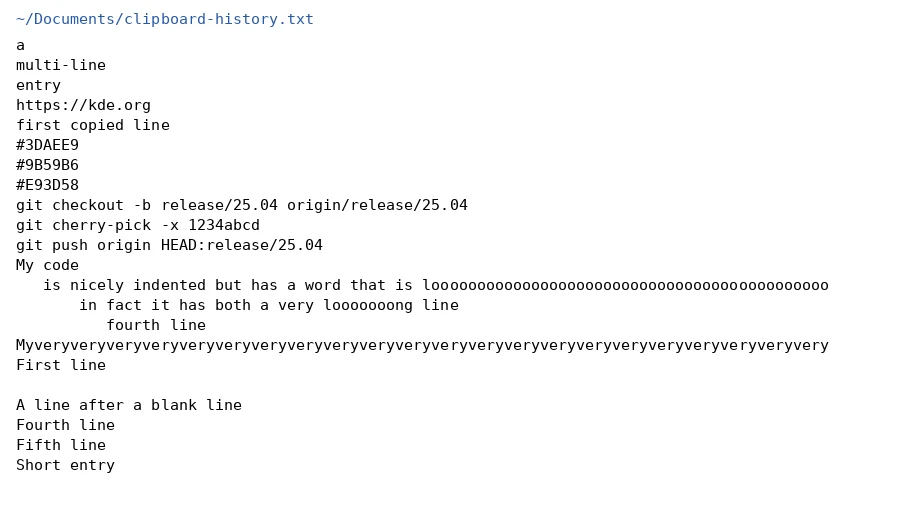 ~/Documents/clipboard-history.txt
a
multi-line
entry
https://kde.org
first copied line
#3DAEE9
#9B59B6
#E93D58
git checkout -b release/25.04 origin/release/25.04
git cherry-pick -x 1234abcd
git push origin HEAD:release/25.04
My code
   is nicely indented but has a word that is looooooooooooooooooooooooooooooooooooooooooooo
       in fact it has both a very looooooong line
          fourth line
Myveryveryveryveryveryveryveryveryveryveryveryveryveryveryveryveryveryveryveryveryveryvery
First line

A line after a blank line
Fourth line
Fifth line
Short entry